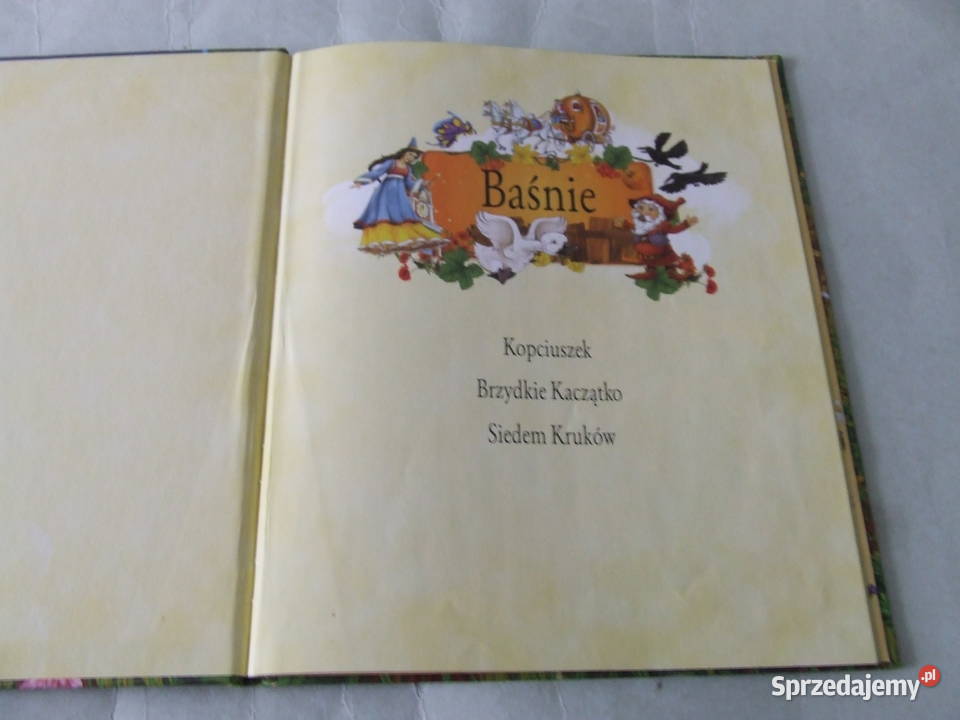 Baśnie
Kopciuszek
Brzydkie Kaczątko
Siedem Kruków
Sprzedajemy.pl